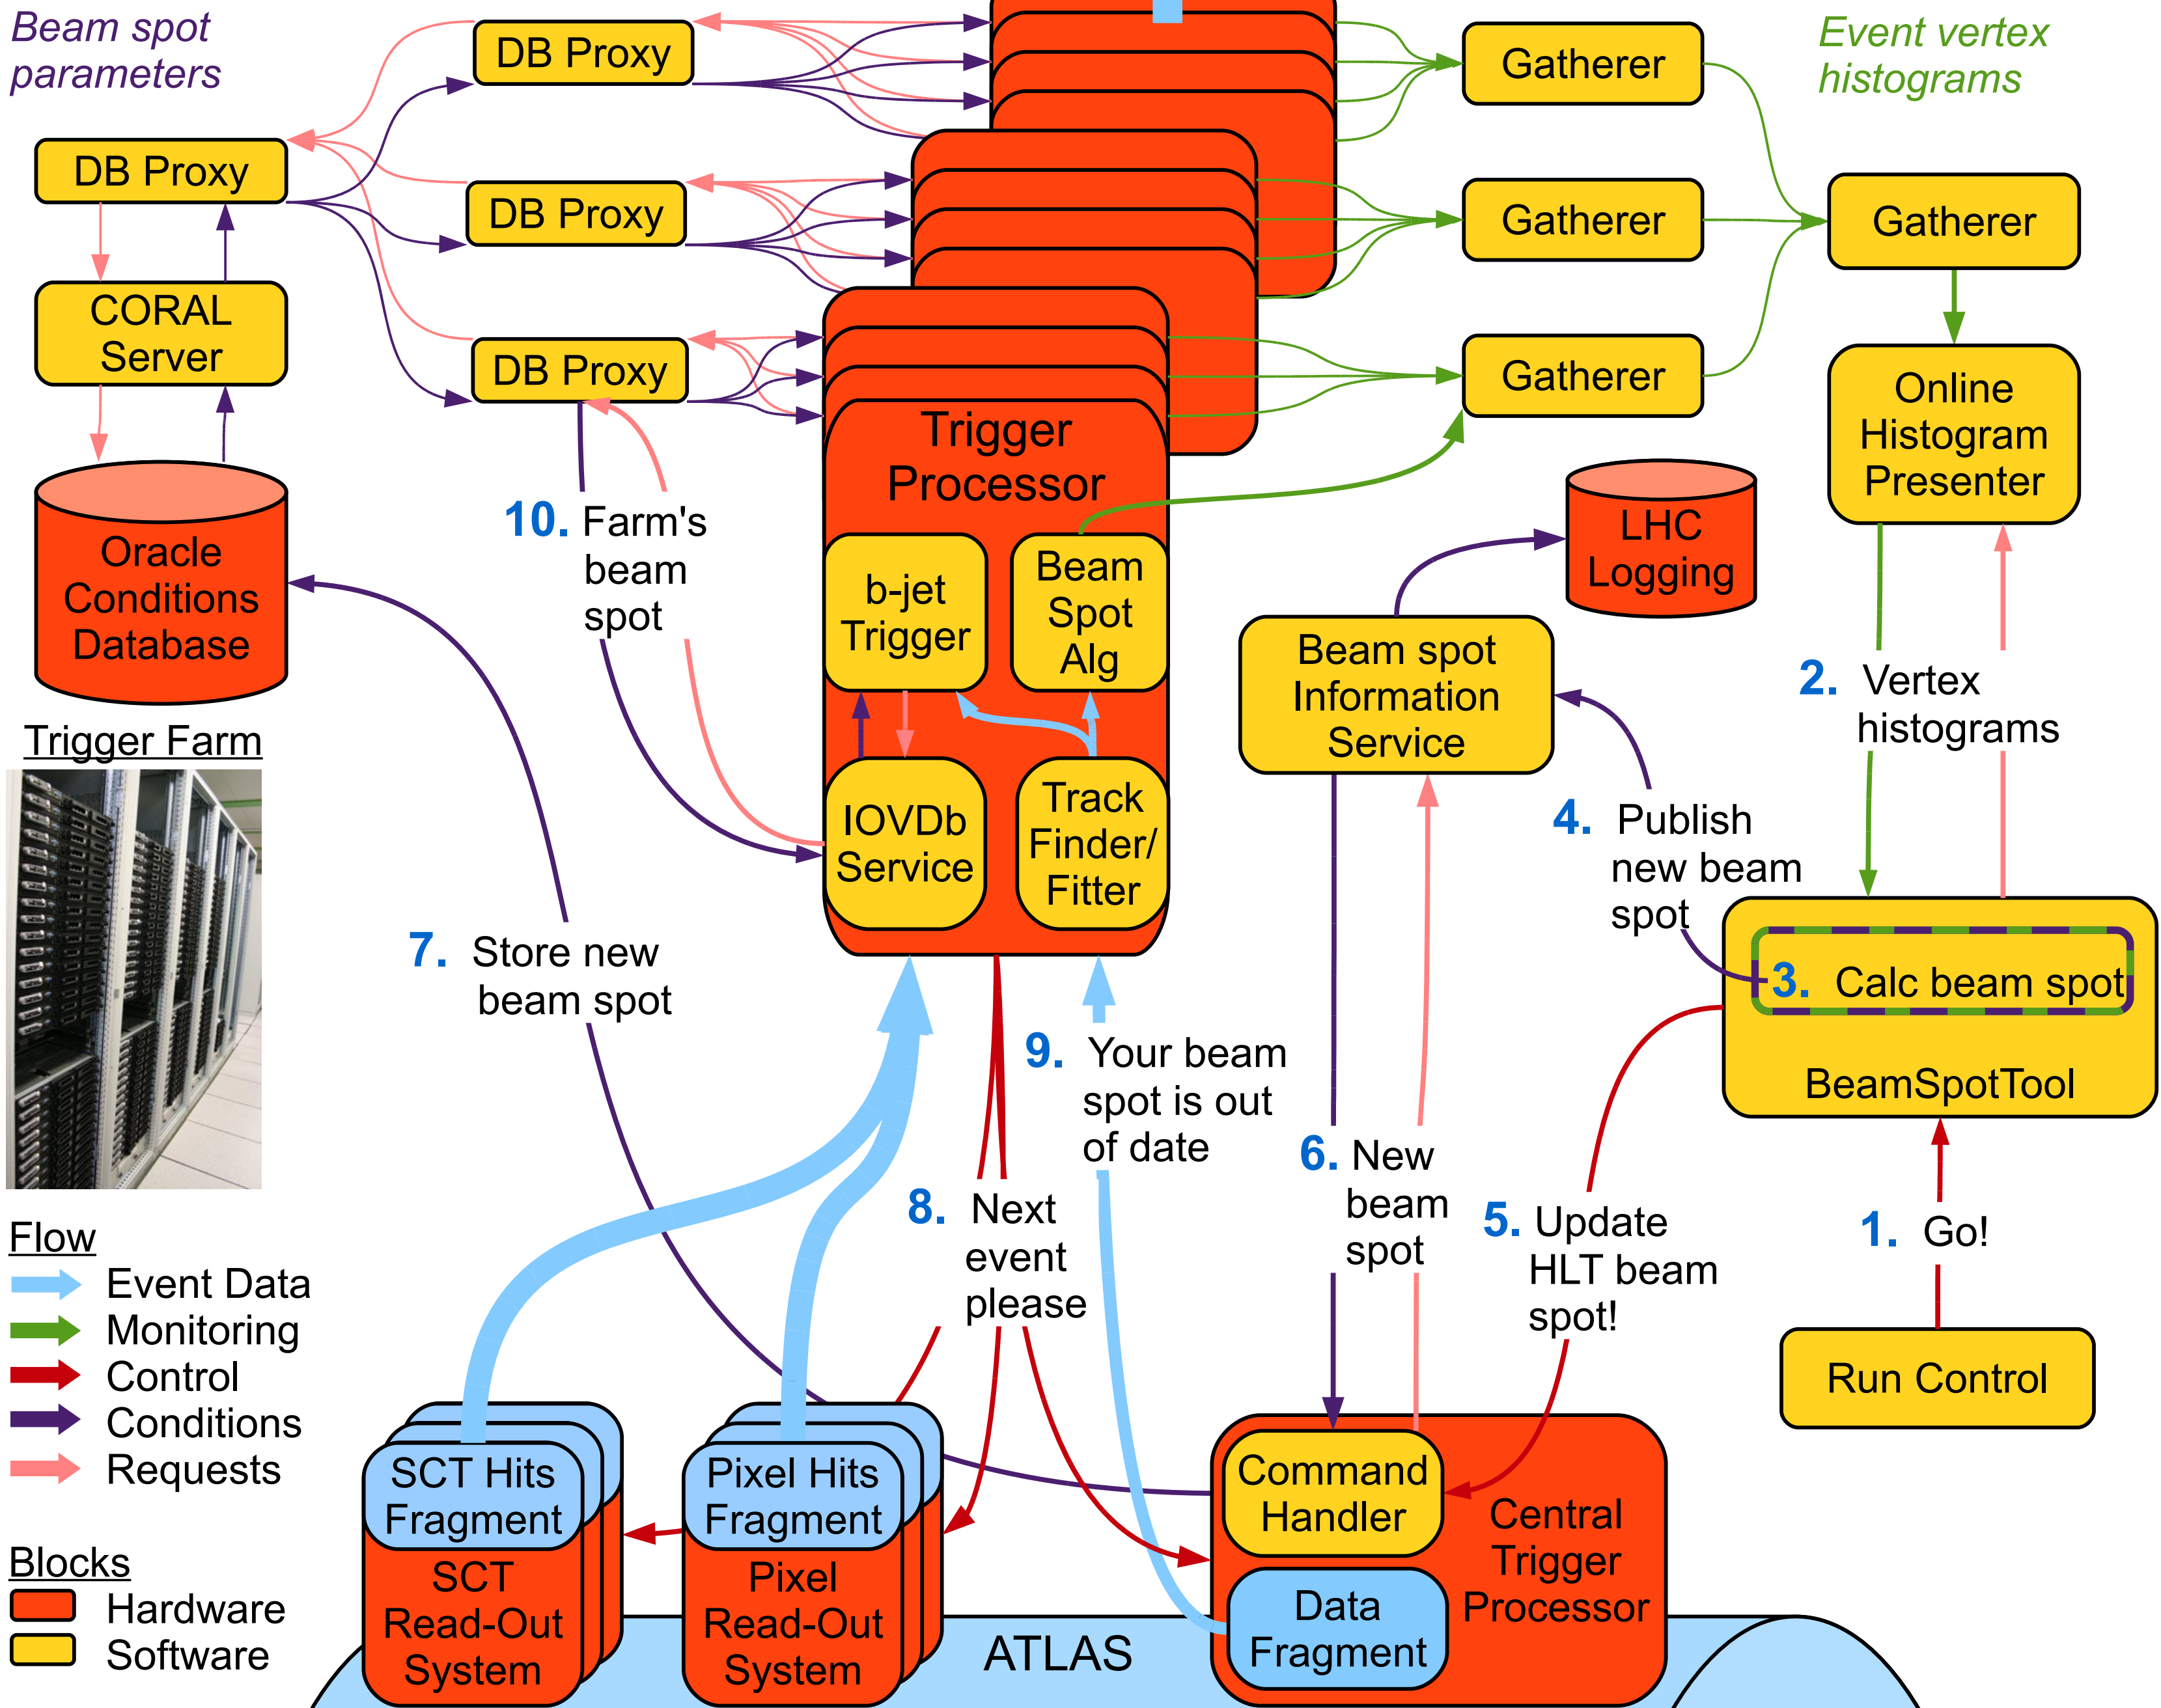 Beam spot
parameters
DB Proxy
Gatherer
Event vertex
histograms
DB Proxy
DB Proxy
Gatherer
Gatherer
CORAL
Server
DB Proxy
Gatherer
Online
Histogram
Presenter
Trigger
Processor
Oracle
Conditions
Database
10. Farm's
beam
spot
b-jet
Trigger
Beam
Spot
Alg
LHC
Logging
Beam spot
Information
Service
2. Vertex
histograms
Trigger Farm
IOVDb
Service
Track
Finder/
Fitter
4. Publish
new beam
spot
7. Store new
beam spot
3. Calc beam spot
BeamSpotTool
9. Your beam
spot is out
of date
6. New
beam
spot
8. Next
event
please
5. Update
HLT beam
spot!
1. Go!
Run Control
Flow
Event Data
Monitoring
Control
Conditions
Requests
Blocks
Hardware
Software
SCT Hits
Fragment
SCT
Read-Out
System
Pixel Hits
Fragment
Pixel
Read-Out
System
ATLAS
Command
Handler
Central
Trigger
Processor
Data
Fragment